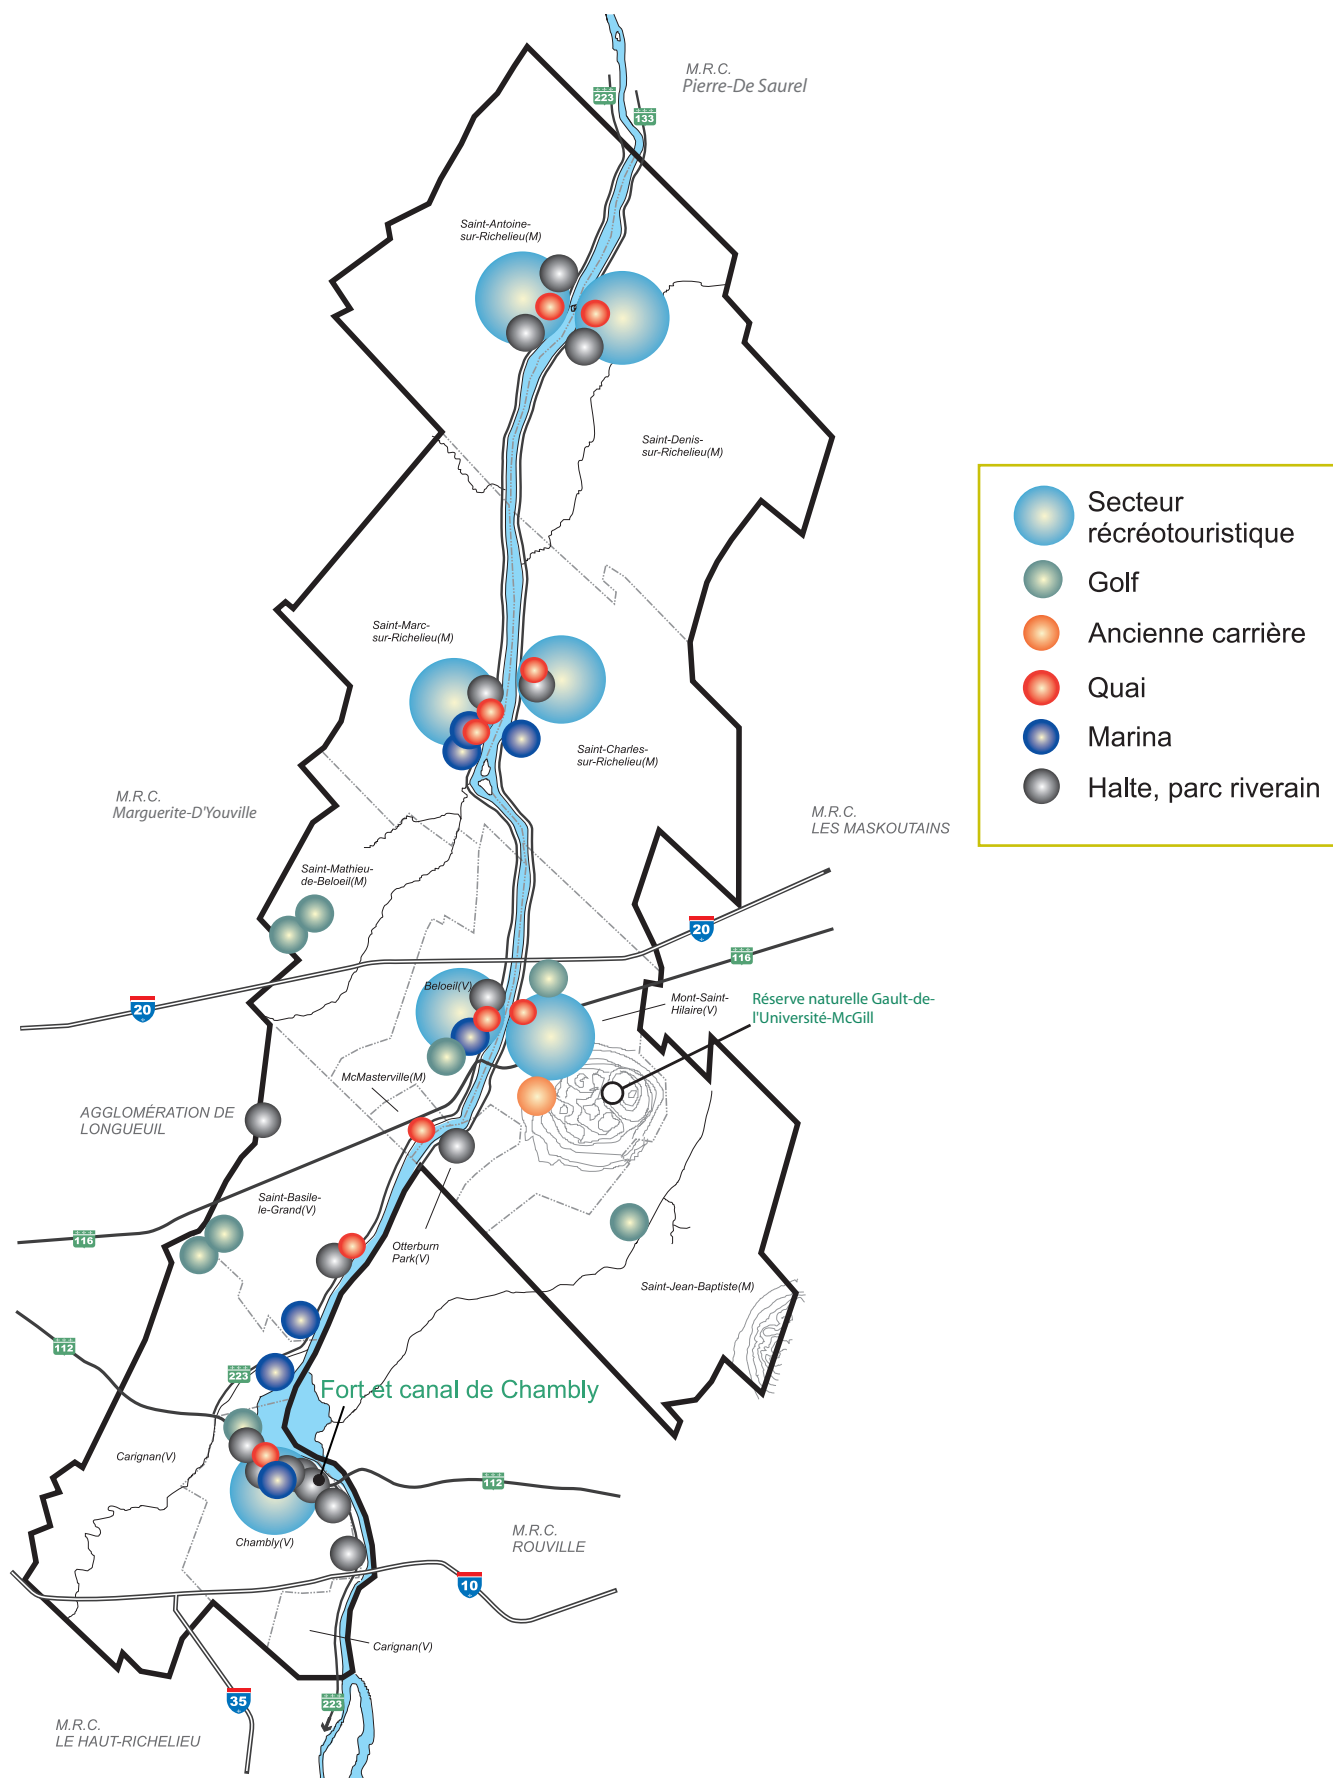 M.R.C.
Pierre-De Saurel
223
133
Saint-Antoine-
sur-Richelieu(M)
Saint-Denis-
sur-Richelieu(M)
Secteur
récréotouristique
Golf
Ancienne carrière
Quai
Marina
Halte, parc riverain
Saint-Marc-
sur-Richelieu(M)
Saint-Charles-
sur-Richelieu(M)
M.R.C.
Marguerite-D'Youville
M.R.C.
LES MASKOUTAINS
Saint-Mathieu-
de-Beloeil(M)
20
116
Beloeil(V)
Mont-Saint-
Hilaire(V)
Réserve naturelle Gault-de-
l'Université-McGill
20
McMasterville(M)
AGGLOMÉRATION DE
LONGUEUIL
Saint-Basile-
le-Grand(V)
116
Otterburn
Park(V)
Saint-Jean-Baptiste(M)
112
223
Fort et canal de Chambly
Carignan(V)
112
Chambly(V)
M.R.C.
ROUVILLE
10
Carignan(V)
35
223
M.R.C.
LE HAUT-RICHELIEU